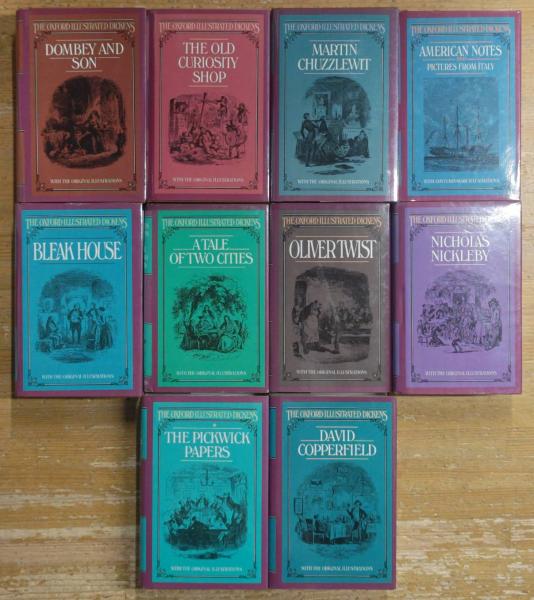 THE OXFORD ILLUSTRATED DICKENS
DOMBEY AND
SON
WITH THE ORIGINAL ILLUSTRATIONS
THE OXFORD ILLUSTRATED DICKENS
THE OLD
CURIOSITY
SHOP
WITH THE ORIGINAL ILLUSTRATIONS
THE OXFORD ILLUSTRATED DICKENS
MARTIN
CHUZZLEWIT
WITH THE ORIGINAL ILLUSTRATIONS
THE OXFORD ILLUSTRATED DICKENS
AMERICAN NOTES
PICTURES FROM ITALY
THE OXFORD ILLUSTRATED DICKENS
BLEAK HOUSE
WITH THE ORIGINAL ILLUSTRATIONS
THE OXFORD ILLUSTRATED DICKENS
A TALE
OF TWO CITIES
WITH THE ORIGINAL ILLUSTRATIONS
THE OXFORD ILLUSTRATED DICKENS
OLIVER TWIST
WITH THE ORIGINAL ILLUSTRATIONS
THE OXFORD ILLUSTRATED DICKENS
NICHOLAS
NICKLEBY
WITH THE ORIGINAL ILLUSTRATIONS
THE OXFORD ILLUSTRATED DICKENS
THE PICKWICK
PAPERS
WITH THE ORIGINAL ILLUSTRATIONS
THE OXFORD ILLUSTRATED DICKENS
DAVID
COPPERFIELD
WITH THE ORIGINAL ILLUSTRATIONS